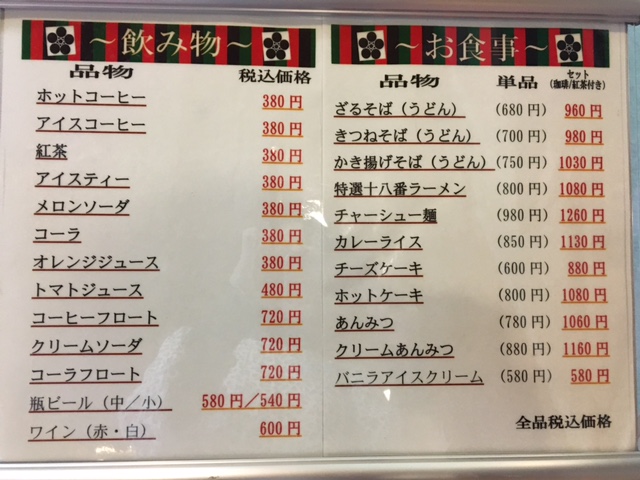 ～飲み物～
品物 税込価格
ホットコーヒー 380円
アイスコーヒー 380円
紅茶 380円
アイスティー 380円
メロンソーダ 380円
コーラ 380円
オレンジジュース 380円
トマトジュース 480円
コーヒーフロート 720円
クリームソーダ 720円
コーラフロート 720円
瓶ビール（中／小） 580円／540円
ワイン（赤・白） 600円
～お食事～
品物 単品 セット
(珈琲/紅茶付き)
ざるそば（うどん） (680円) 960円
きつねそば（うどん） (700円) 980円
かき揚げそば（うどん） (750円) 1030円
特選十八番ラーメン (800円) 1080円
チャーシュー麺 (980円) 1260円
カレーライス (850円) 1130円
チーズケーキ (600円) 880円
ホットケーキ (800円) 1080円
あんみつ (780円) 1060円
クリームあんみつ (880円) 1160円
バニラアイスクリーム (580円) 580円
全品税込価格